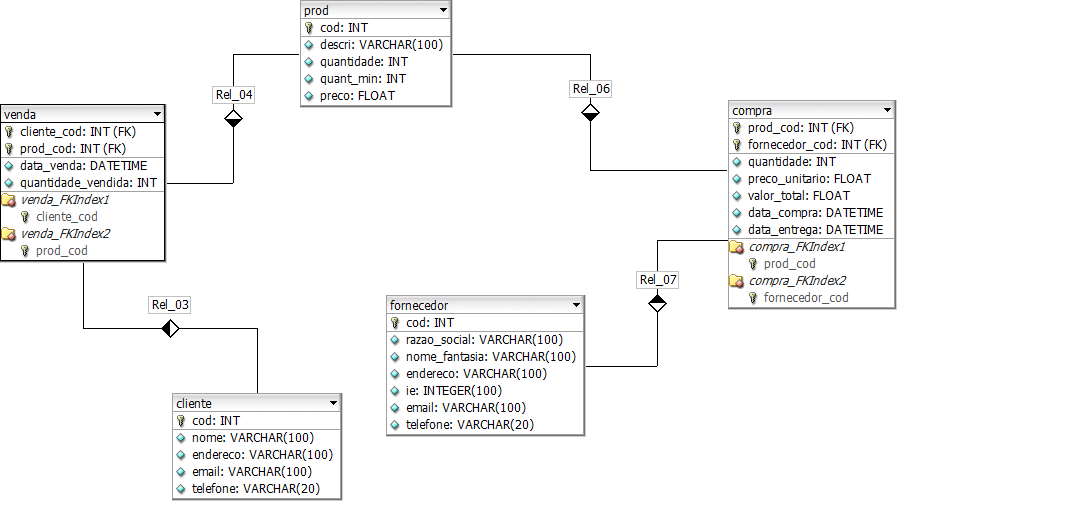 prod
cod: INT
descri: VARCHAR(100)
quantidade: INT
quant_min: INT
preco: FLOAT
Rel_04
Rel_06
venda
cliente_cod: INT (FK)
prod_cod: INT (FK)
data_venda: DATETIME
quantidade_vendida: INT
venda_FKIndex1
cliente_cod
venda_FKIndex2
prod_cod
compra
prod_cod: INT (FK)
fornecedor_cod: INT (FK)
quantidade: INT
preco_unitario: FLOAT
valor_total: FLOAT
data_compra: DATETIME
data_entrega: DATETIME
compra_FKIndex1
prod_cod
compra_FKIndex2
fornecedor_cod
Rel_07
Rel_03
fornecedor
cod: INT
razao_social: VARCHAR(100)
nome_fantasia: VARCHAR(100)
endereco: VARCHAR(100)
ie: INTEGER(100)
email: VARCHAR(100)
telefone: VARCHAR(20)
cliente
cod: INT
nome: VARCHAR(100)
endereco: VARCHAR(100)
email: VARCHAR(100)
telefone: VARCHAR(20)